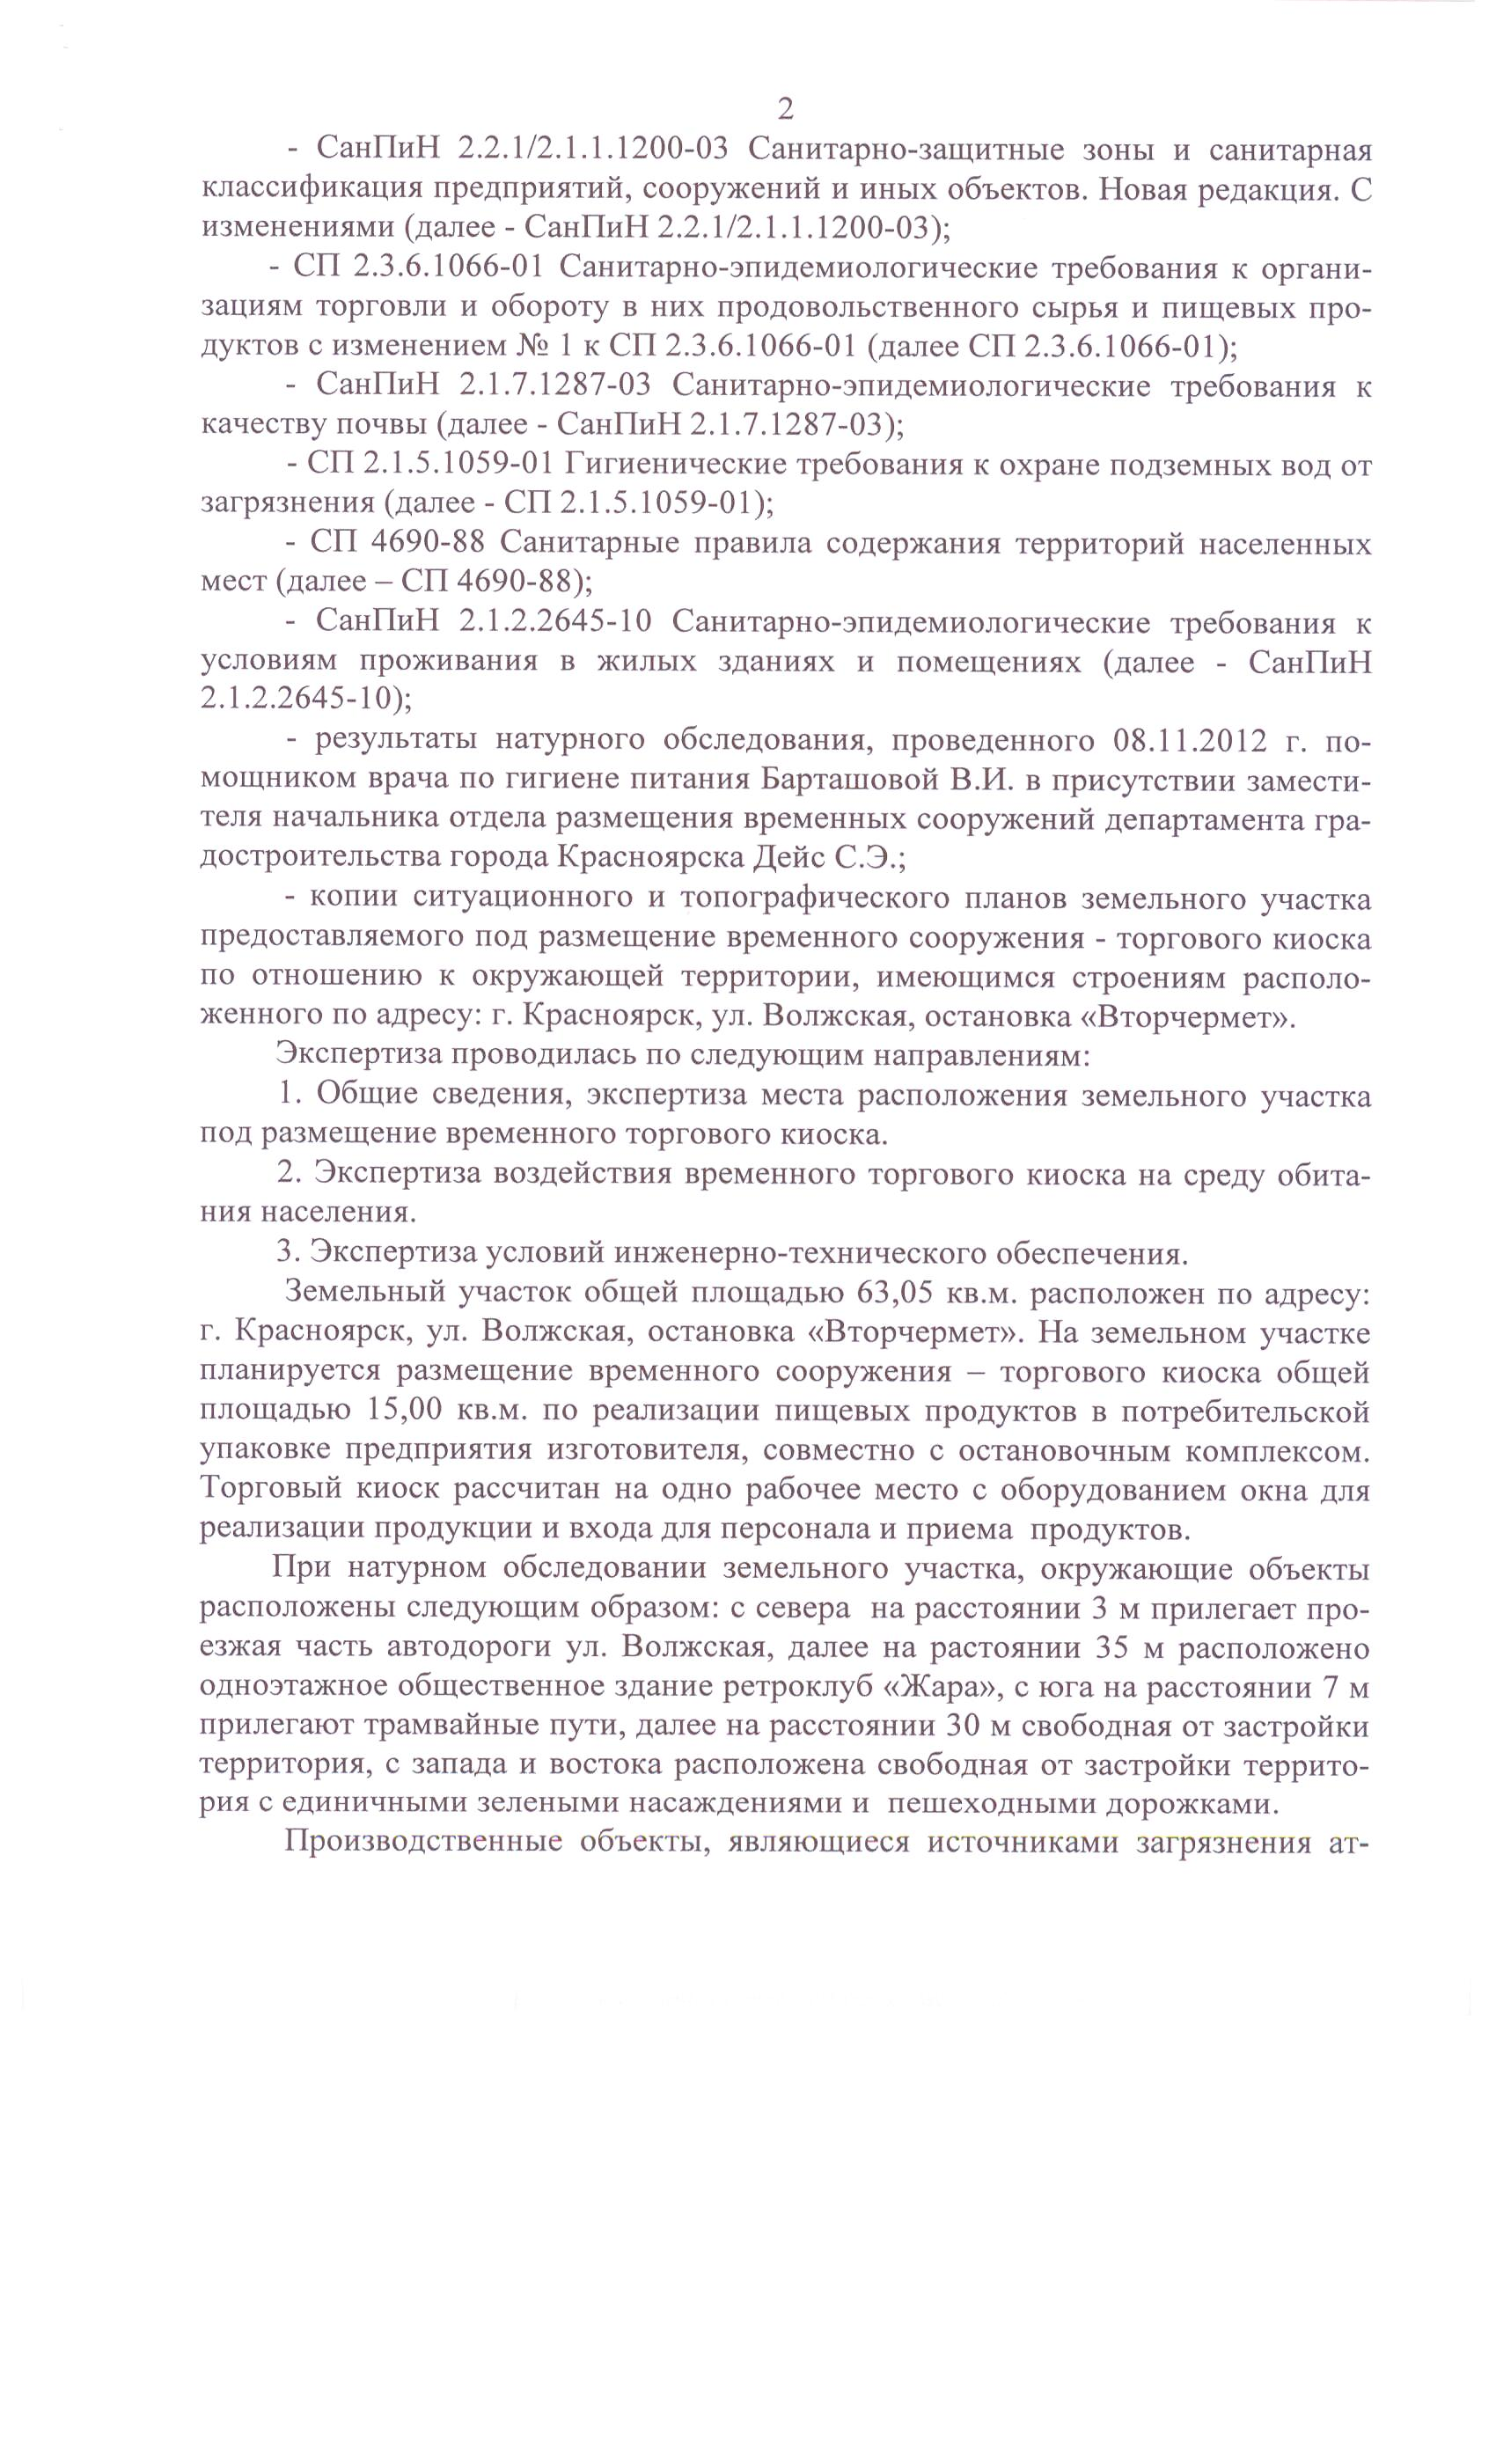 2
- СанПиН 2.2.1/2.1.1.1200-03 Санитарно-защитные зоны и санитарная
классификация предприятий, сооружений и иных объектов. Новая редакция. С
изменениями (далее - СанПиН 2.2.1/2.1.1.1200-03);
- СП 2.3.6.1066-01 Санитарно-эпидемиологические требования к органи-
зациям торговли и обороту в них продовольственного сырья и пищевых про-
дуктов с изменением № 1 к СП 2.3.6.1066-01 (далее СП 2.3.6.1066-01);
- СанПиН 2.1.7.1287-03 Санитарно-эпидемиологические требования к
качеству почвы (далее - СанПиН 2.1.7.1287-03);
- СП 2.1.5.1059-01 Гигиенические требования к охране подземных вод от
загрязнения (далее - СП 2.1.5.1059-01);
- СП 4690-88 Санитарные правила содержания территорий населенных
мест (далее – СП 4690-88);
- СанПиН 2.1.2.2645-10 Санитарно-эпидемиологические требования к
условиям проживания в жилых зданиях и помещениях (далее - СанПиН
2.1.2.2645-10);
- результаты натурного обследования, проведенного 08.11.2012 г. по-
мощником врача по гигиене питания Барташовой В.И. в присутствии замести-
теля начальника отдела размещения временных сооружений департамента гра-
достроительства города Красноярска Дейс С.Э.;
- копии ситуационного и топографического планов земельного участка
предоставляемого под размещение временного сооружения - торгового киоска
по отношению к окружающей территории, имеющимся строениям располо-
женного по адресу: г. Красноярск, ул. Волжская, остановка «Вторчермет».
Экспертиза проводилась по следующим направлениям:
1. Общие сведения, экспертиза места расположения земельного участка
под размещение временного торгового киоска.
2. Экспертиза воздействия временного торгового киоска на среду обита-
ния населения.
3. Экспертиза условий инженерно-технического обеспечения.
Земельный участок общей площадью 63,05 кв.м. расположен по адресу:
г. Красноярск, ул. Волжская, остановка «Вторчермет». На земельном участке
планируется размещение временного сооружения – торгового киоска общей
площадью 15,00 кв.м. по реализации пищевых продуктов в потребительской
упаковке предприятия изготовителя, совместно с остановочным комплексом.
Торговый киоск рассчитан на одно рабочее место с оборудованием окна для
реализации продукции и входа для персонала и приема продуктов.
При натурном обследовании земельного участка, окружающие объекты
расположены следующим образом: с севера на расстоянии 3 м прилегает про-
езжая часть автодороги ул. Волжская, далее на растоянии 35 м расположено
одноэтажное общественное здание ретроклуб «Жара», с юга на расстоянии 7 м
прилегают трамвайные пути, далее на расстоянии 30 м свободная от застройки
территория, с запада и востока расположена свободная от застройки террито-
рия с единичными зелеными насаждениями и пешеходными дорожками.
Производственные объекты, являющиеся источниками загрязнения ат-